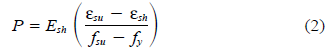 P = E_sh ( (ε_su − ε_sh) / (f_su − f_y) ) (2)